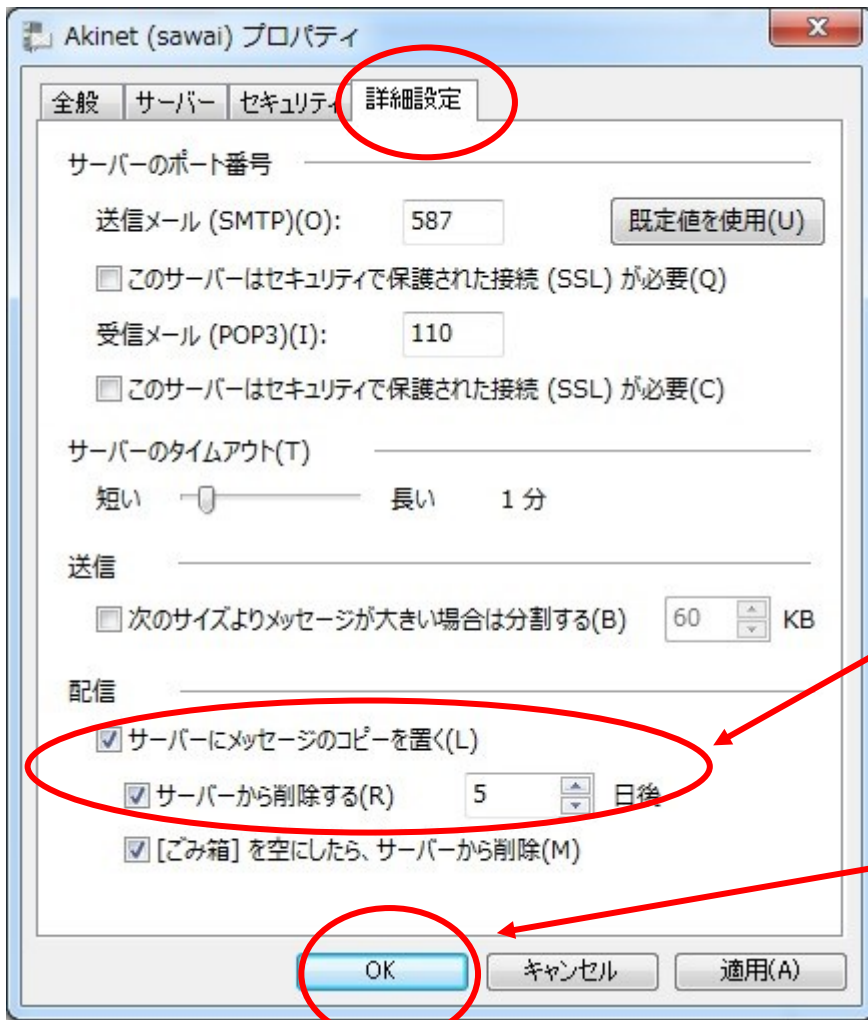 Akinet (sawai) プロパティ
全般 サーバー セキュリティ 詳細設定
サーバーのポート番号
送信メール (SMTP)(O): 587 既定値を使用(U)
このサーバーはセキュリティで保護された接続 (SSL) が必要(Q)
受信メール (POP3)(I): 110
このサーバーはセキュリティで保護された接続 (SSL) が必要(C)
サーバーのタイムアウト(T)
短い 長い 1 分
送信
次のサイズよりメッセージが大きい場合は分割する(B) 60 KB
配信
サーバーにメッセージのコピーを置く(L)
サーバーから削除する(R) 5 日後
[ごみ箱] を空にしたら、サーバーから削除(M)
OK キャンセル 適用(A)